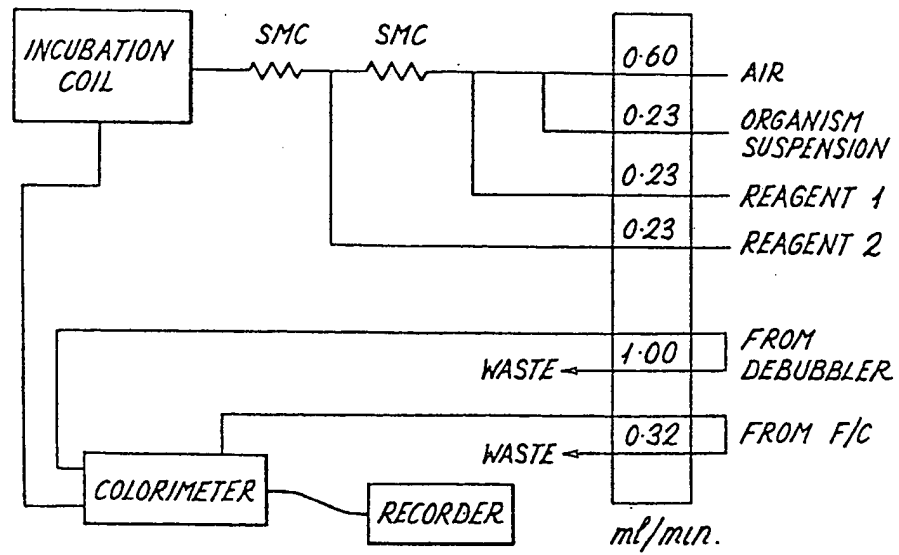 INCUBATION
COIL
SMC
SMC
0.60
AIR
0.23
ORGANISM
SUSPENSION
0.23
REAGENT 1
0.23
REAGENT 2
FROM
DEBUBBLER
1.00
WASTE
FROM F/C
0.32
WASTE
COLORIMETER
RECORDER
ml/min.